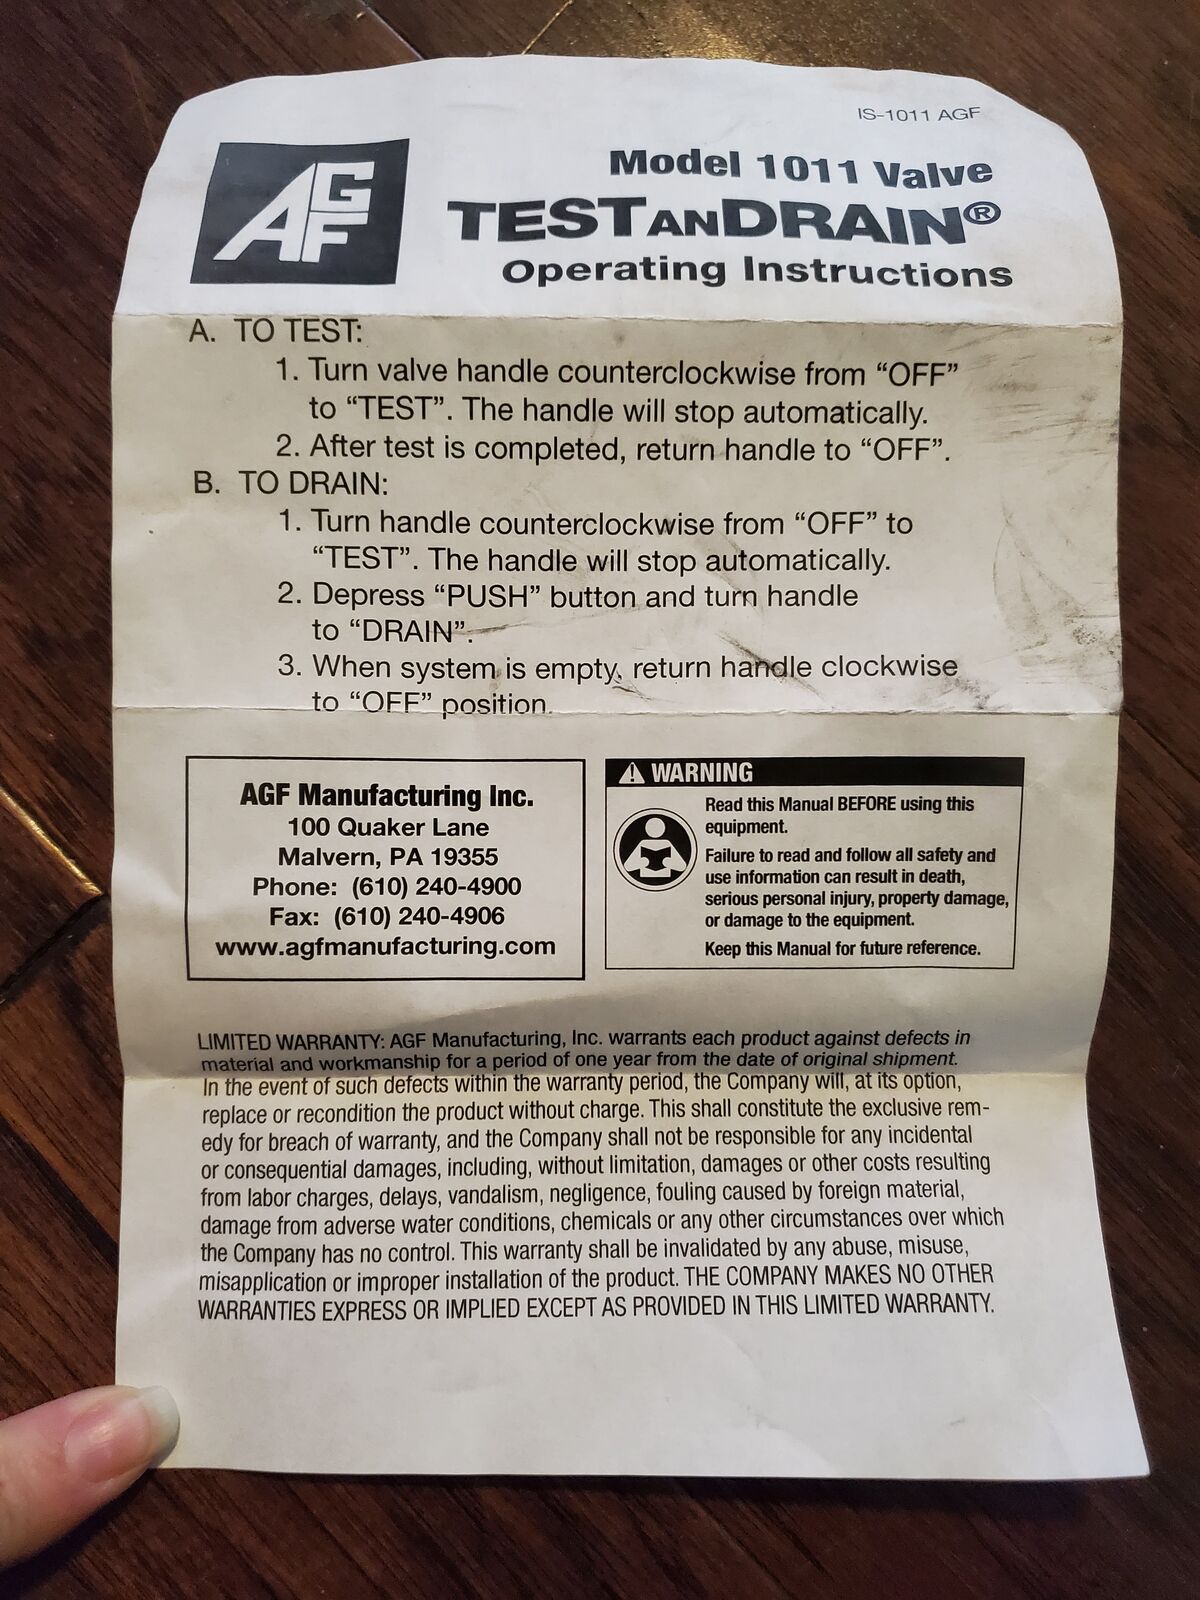 IS-1011 AGF
AGF
Model 1011 Valve
TESTANDRAIN®
Operating Instructions
A. TO TEST:
1. Turn valve handle counterclockwise from “OFF”
to “TEST”. The handle will stop automatically.
2. After test is completed, return handle to “OFF”.
B. TO DRAIN:
1. Turn handle counterclockwise from “OFF” to
“TEST”. The handle will stop automatically.
2. Depress “PUSH” button and turn handle
to “DRAIN”.
3. When system is empty, return handle clockwise
to “OFF” position.
AGF Manufacturing Inc.
100 Quaker Lane
Malvern, PA 19355
Phone: (610) 240-4900
Fax: (610) 240-4906
www.agfmanufacturing.com
WARNING
Read this Manual BEFORE using this
equipment.
Failure to read and follow all safety and
use information can result in death,
serious personal injury, property damage,
or damage to the equipment.
Keep this Manual for future reference.
LIMITED WARRANTY: AGF Manufacturing, Inc. warrants each product against defects in
material and workmanship for a period of one year from the date of original shipment.
In the event of such defects within the warranty period, the Company will, at its option,
replace or recondition the product without charge. This shall constitute the exclusive rem-
edy for breach of warranty, and the Company shall not be responsible for any incidental
or consequential damages, including, without limitation, damages or other costs resulting
from labor charges, delays, vandalism, negligence, fouling caused by foreign material,
damage from adverse water conditions, chemicals or any other circumstances over which
the Company has no control. This warranty shall be invalidated by any abuse, misuse,
misapplication or improper installation of the product. THE COMPANY MAKES NO OTHER
WARRANTIES EXPRESS OR IMPLIED EXCEPT AS PROVIDED IN THIS LIMITED WARRANTY.